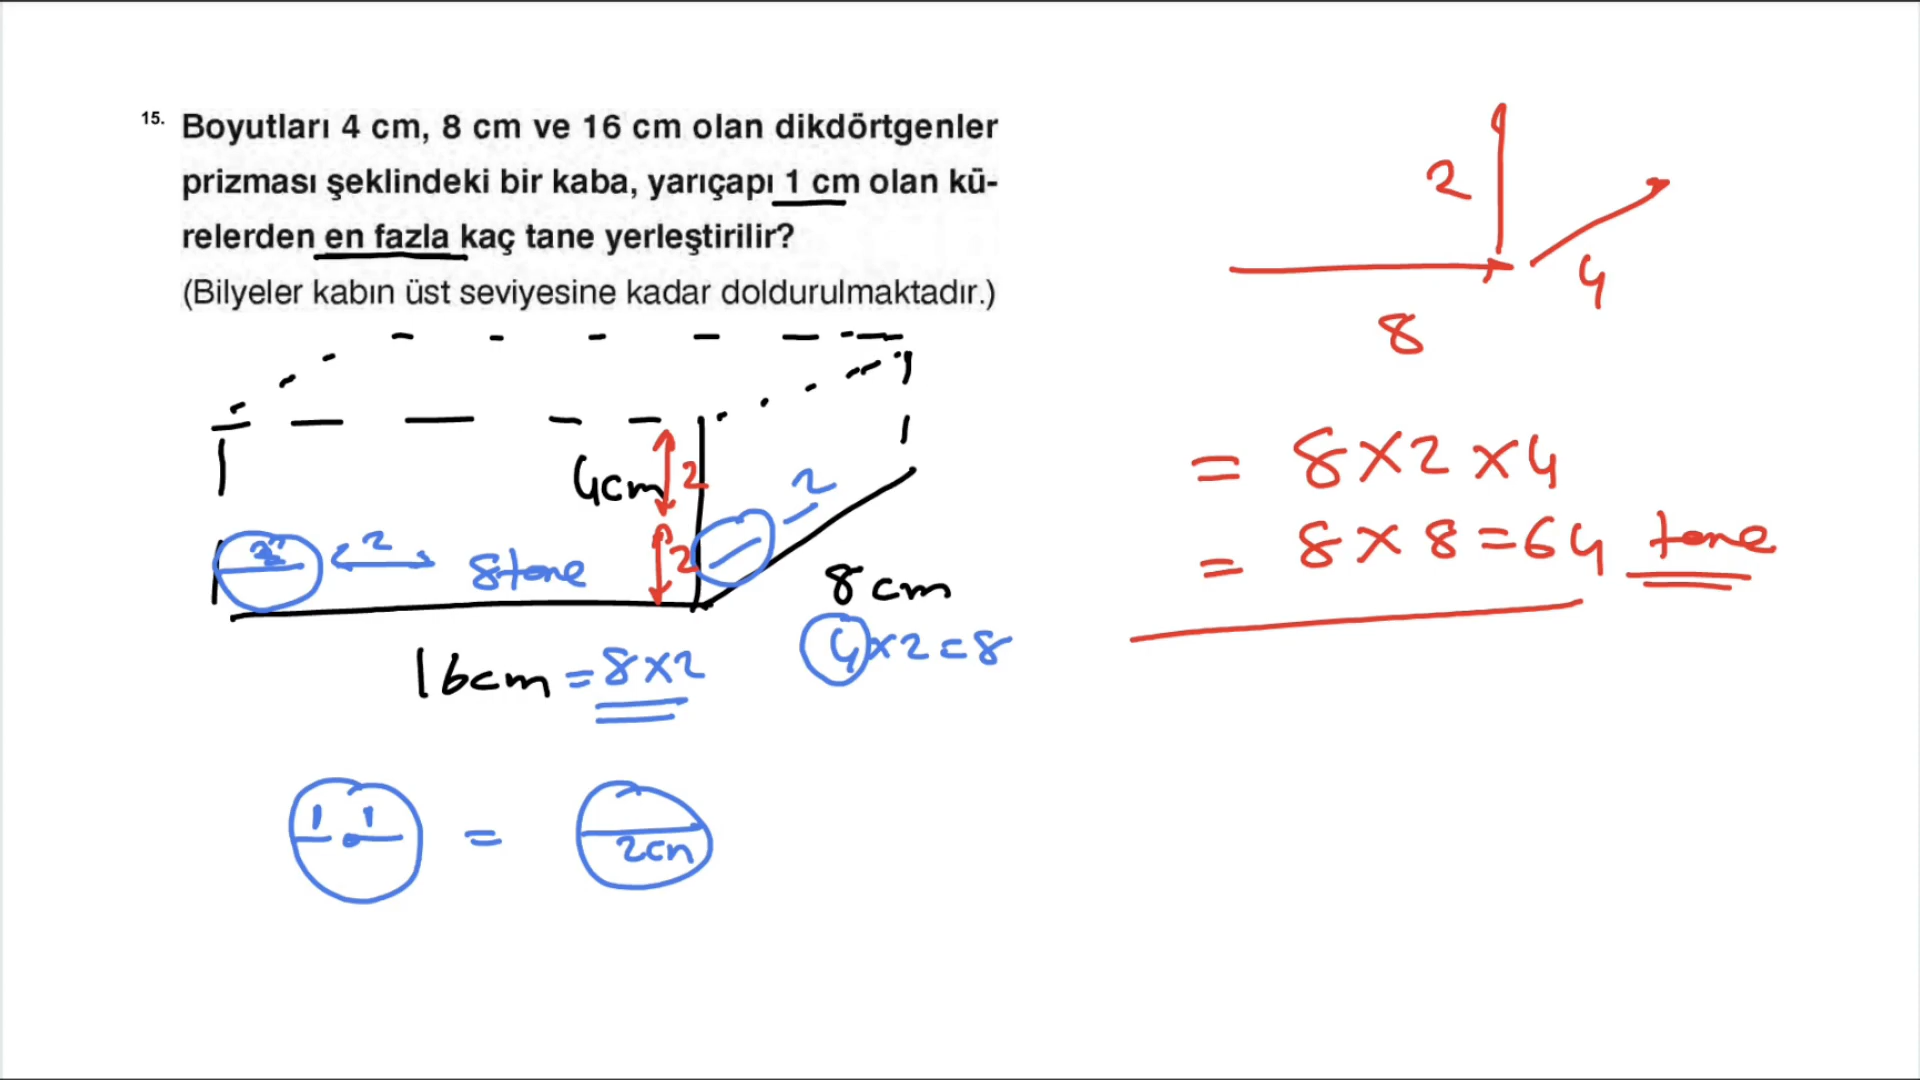 15. Boyutları 4 cm, 8 cm ve 16 cm olan dikdörtgenler
prizması şeklindeki bir kaba, yarıçapı 1 cm olan kü-
relerden en fazla kaç tane yerleştirilir?
(Bilyeler kabın üst seviyesine kadar doldurulmaktadır.)
4cm
2
2
2
2
2
8 tane
8 cm
4x2=8
16cm = 8x2
1 1 = 2cm
2
4
8
= 8x2x4
= 8x8=64 tane